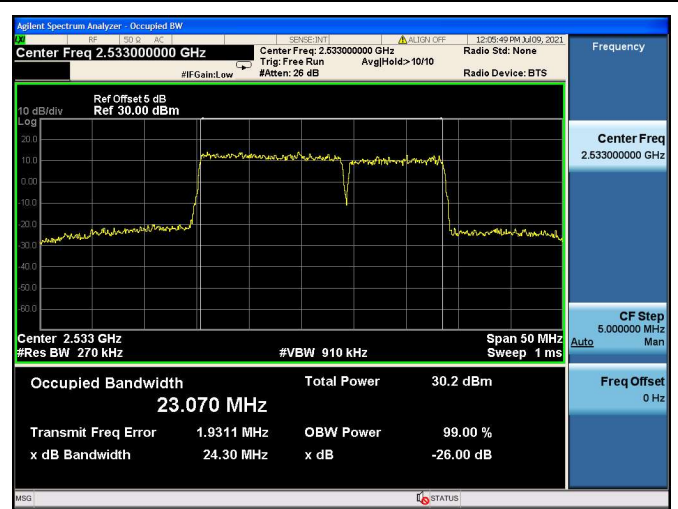 Agilent Spectrum Analyzer - Occupied BW
RF 50 Ω AC SENSE:INT ALIGN OFF 12:05:49 PM Jul 09, 2021
Center Freq 2.533000000 GHz
Center Freq: 2.533000000 GHz
Radio Std: None
Trig: Free Run Avg|Hold:>10/10
#IFGain:Low #Atten: 26 dB Radio Device: BTS
Frequency
Ref Offset 5 dB
10 dB/div Ref 30.00 dBm
Log
20.0
10.0
0.00
-10.0
-20.0
-30.0
-40.0
-50.0
-60.0
Center 2.533 GHz Span 50 MHz
#Res BW 270 kHz #VBW 910 kHz Sweep 1 ms
Center Freq
2.533000000 GHz
CF Step
5.000000 MHz
Auto Man
Freq Offset
0 Hz
Occupied Bandwidth Total Power 30.2 dBm
23.070 MHz
Transmit Freq Error 1.9311 MHz OBW Power 99.00 %
x dB Bandwidth 24.30 MHz x dB -26.00 dB
MSG STATUS